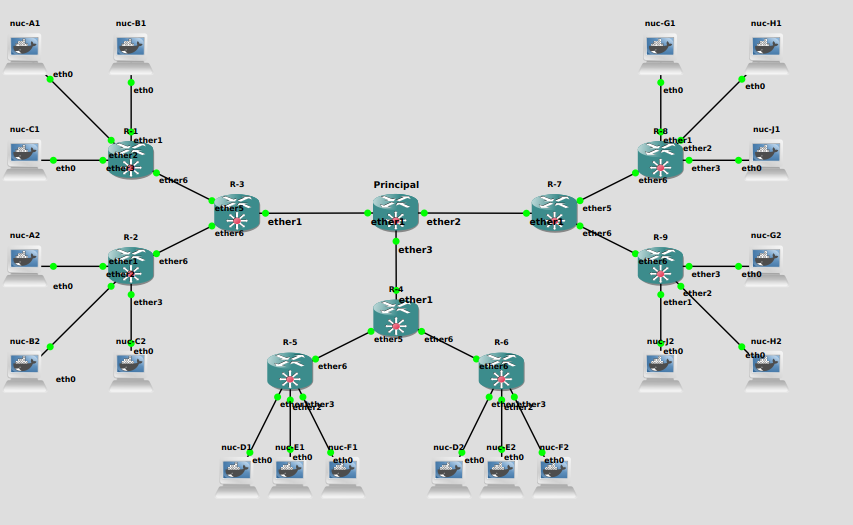 nuc-A1
nuc-B1
nuc-G1
nuc-H1
eth0
eth0
eth0
eth0
nuc-C1
R-1
ether1
R-8
ether1
nuc-J1
ether2
ether2
eth0
ether3
ether3
eth0
ether6
ether6
R-3
Principal
R-7
ether5
ether5
ether1
ether1
ether2
ether1
nuc-A2
R-2
ether6
ether6
R-9
nuc-G2
ether3
ether1
ether6
ether6
ether2
ether3
eth0
eth0
R-4
ether2
ether3
ether1
ether1
nuc-B2
nuc-C2
R-5
ether5
ether6
R-6
nuc-J2
nuc-H2
eth0
eth0
eth0
ether6
ether6
eth0
ether2
ether3
ether2
ether3
nuc-D1
nuc-E1
nuc-F1
nuc-D2
nuc-E2
nuc-F2
eth0
eth0
eth0
eth0
eth0
eth0